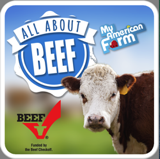 ALL ABOUT
BEEF
My
American
Farm
BEEF
Funded by
the Beef Checkoff.